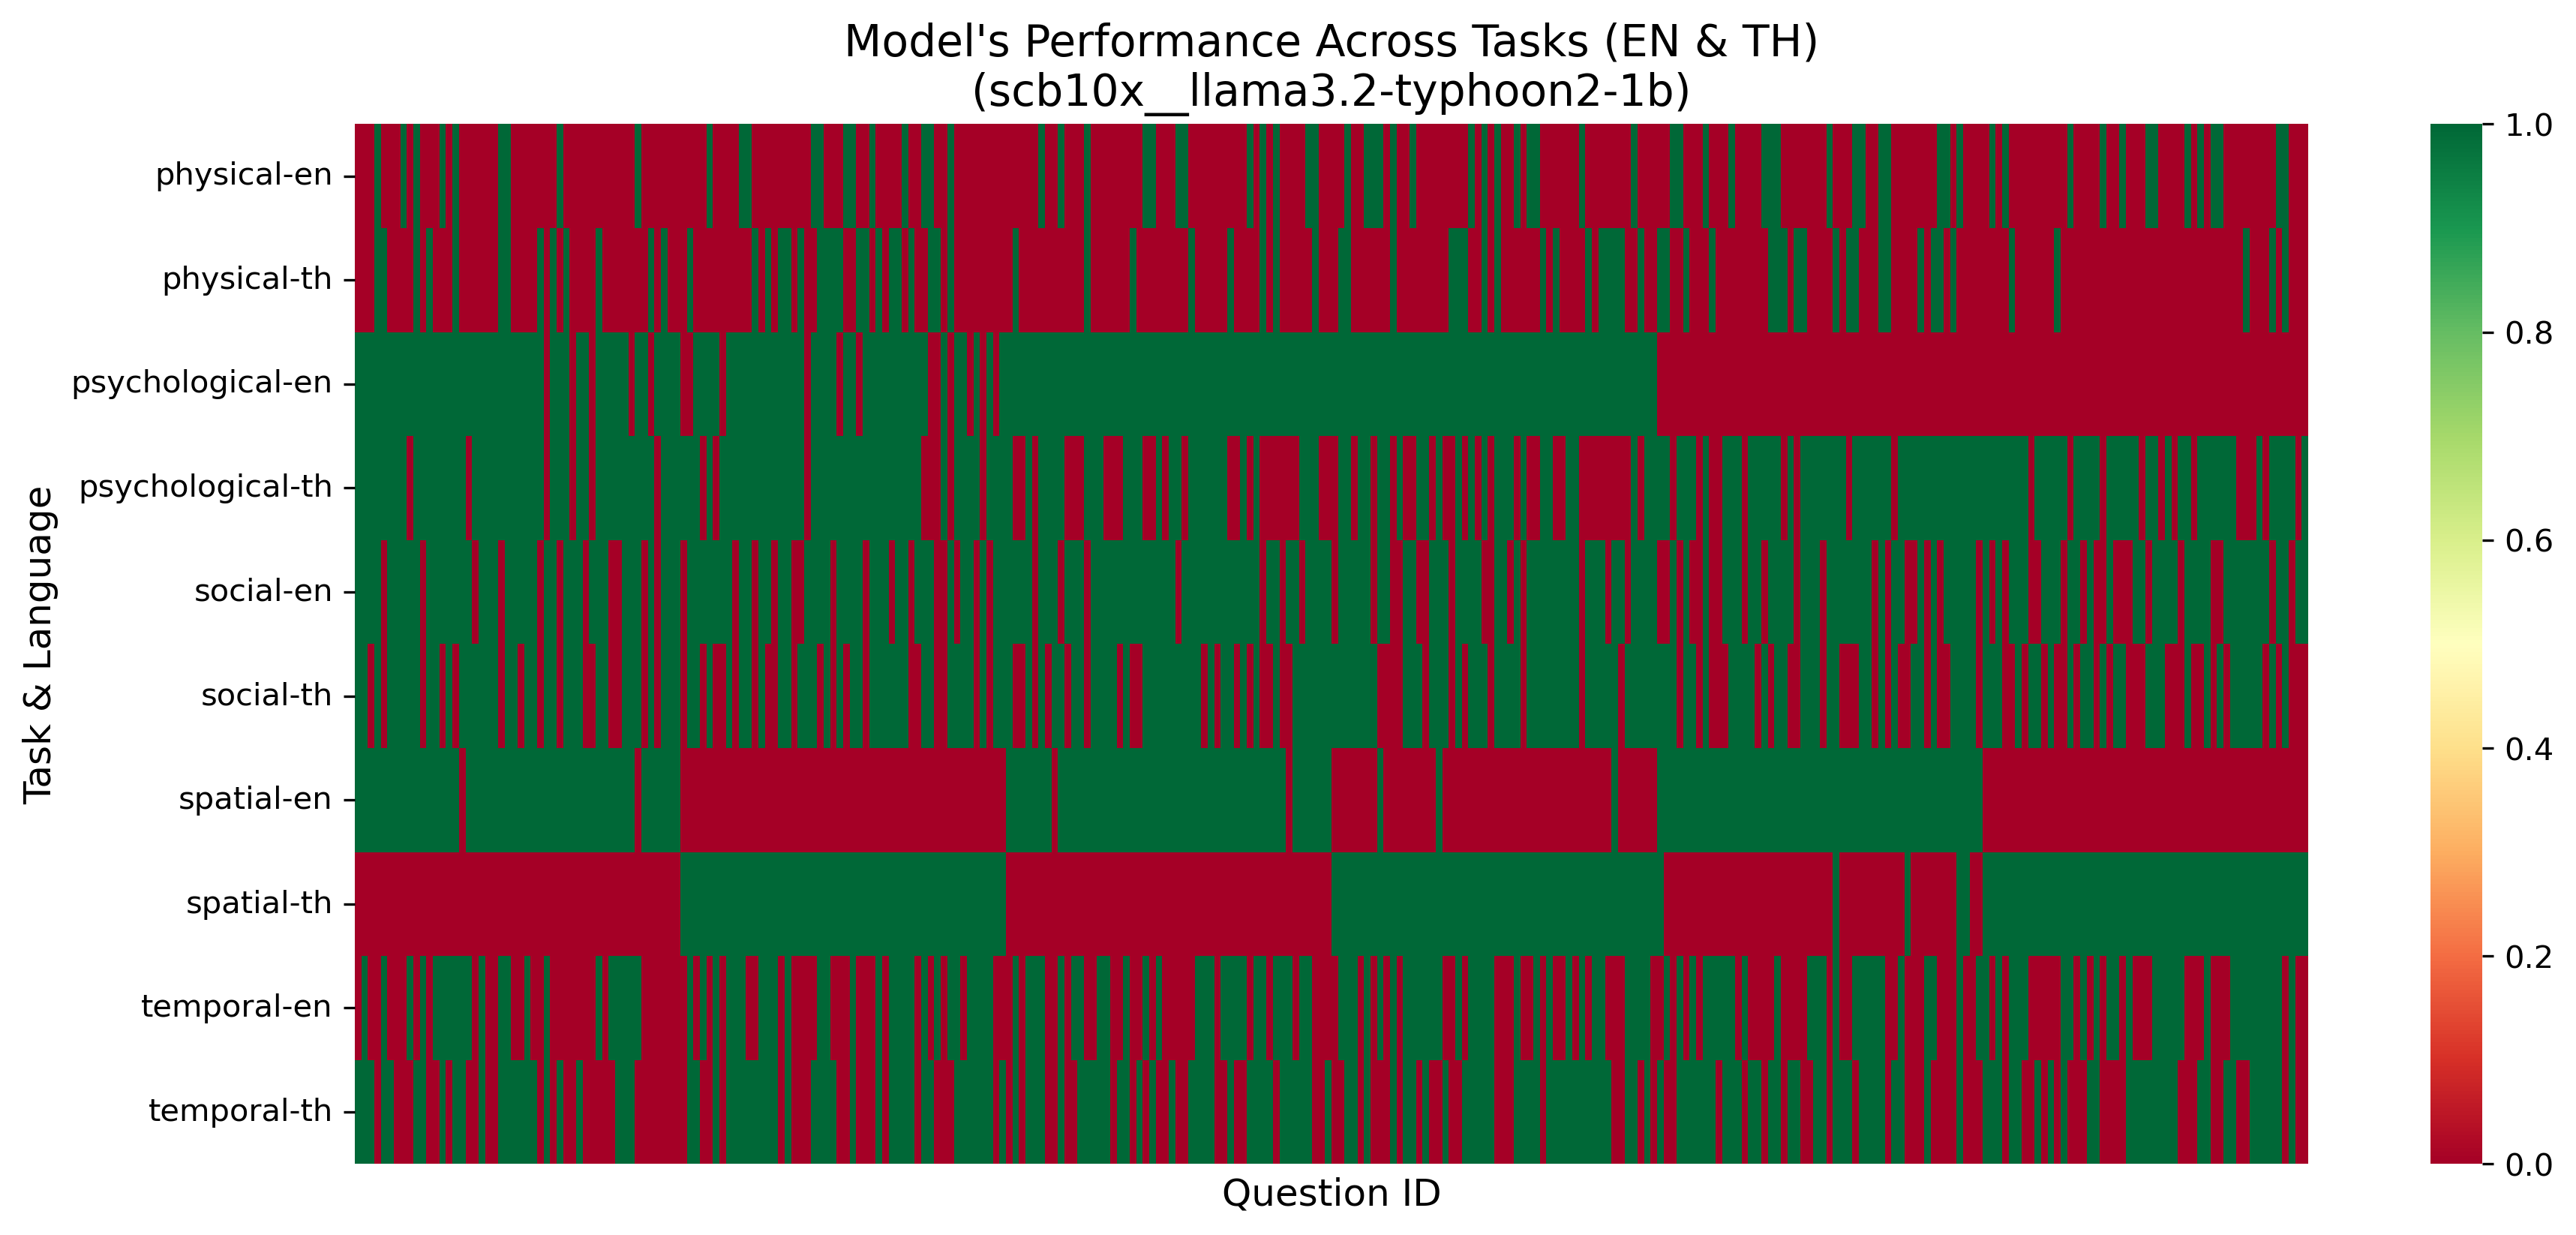 Model's Performance Across Tasks (EN & TH)
(scb10x__llama3.2-typhoon2-1b)
Task & Language
physical-en
physical-th
psychological-en
psychological-th
social-en
social-th
spatial-en
spatial-th
temporal-en
temporal-th
Question ID
1.0
0.8
0.6
0.4
0.2
0.0